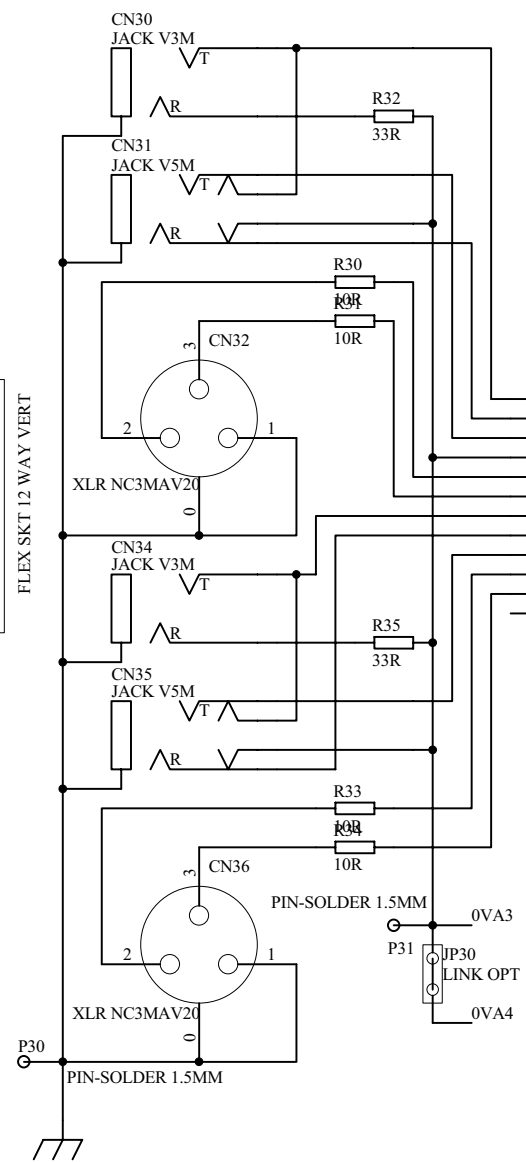 CN30
JACK V3M
T
R
R32
33R
CN31
JACK V5M
T
R
R30
10R
R31
10R
CN32
3
2
1
0
XLR NC3MAV20
FLEX SKT 12 WAY VERT
CN34
JACK V3M
T
R
R35
33R
CN35
JACK V5M
T
R
R33
10R
R34
10R
CN36
3
2
1
0
XLR NC3MAV20
PIN-SOLDER 1.5MM
P31
0VA3
JP30
LINK OPT
0VA4
P30
PIN-SOLDER 1.5MM